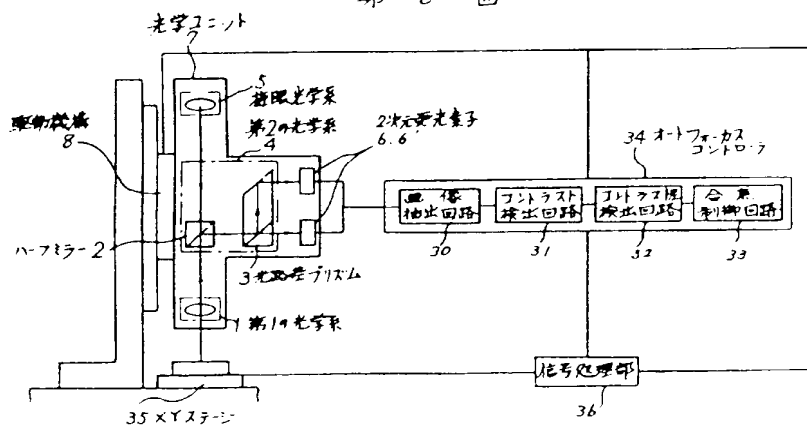 第 図
光学ユニット
7
5
接眼光学系
第2の光学系
4
2次元受光素子
6.6'
駆動機構
8
34 オートフォーカス
コントローラ
画像
抽出回路
コントラスト
検出回路
コントラスト差
検出回路
合焦
制御回路
30
31
32
33
ハーフミラー2
3光路差プリズム
1 第1の光学系
信号処理部
36
35 XYステージ